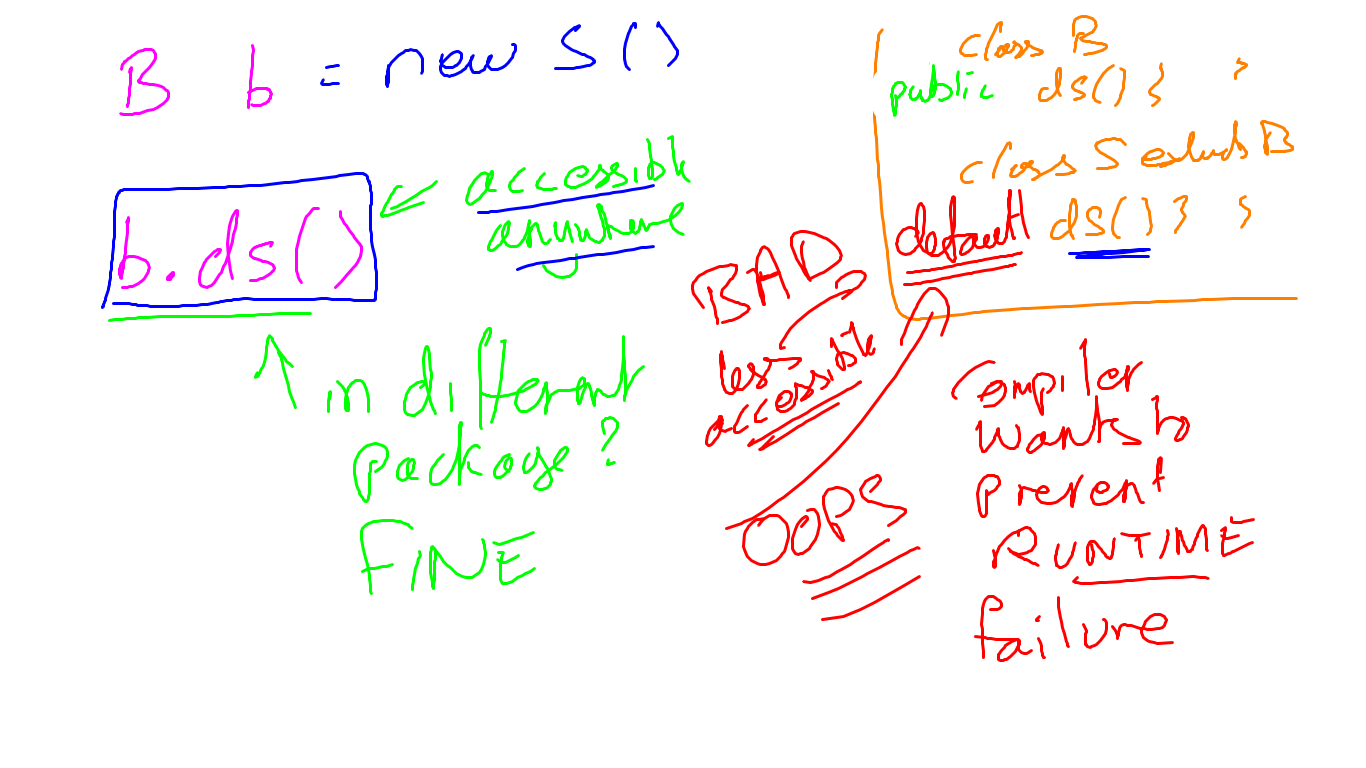 B b = new S ()
b.ds()
accessible
anywhere
in different
package?
FINE
class B
public ds() { }
class S extends B
default ds() } }
BAD
less
accessible
OOPS
Compiler
wants to
prevent
RUNTIME
failure